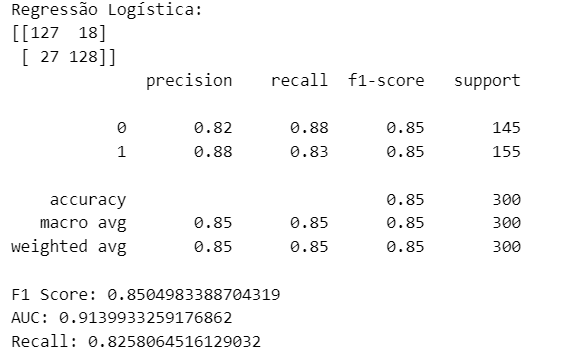 Regressão Logística:
[[127  18]
 [ 27 128]]
              precision    recall  f1-score   support

           0       0.82      0.88      0.85       145
           1       0.88      0.83      0.85       155

    accuracy                           0.85       300
   macro avg       0.85      0.85      0.85       300
weighted avg       0.85      0.85      0.85       300

F1 Score: 0.8504983388704319
AUC: 0.9139933259176862
Recall: 0.8258064516129032